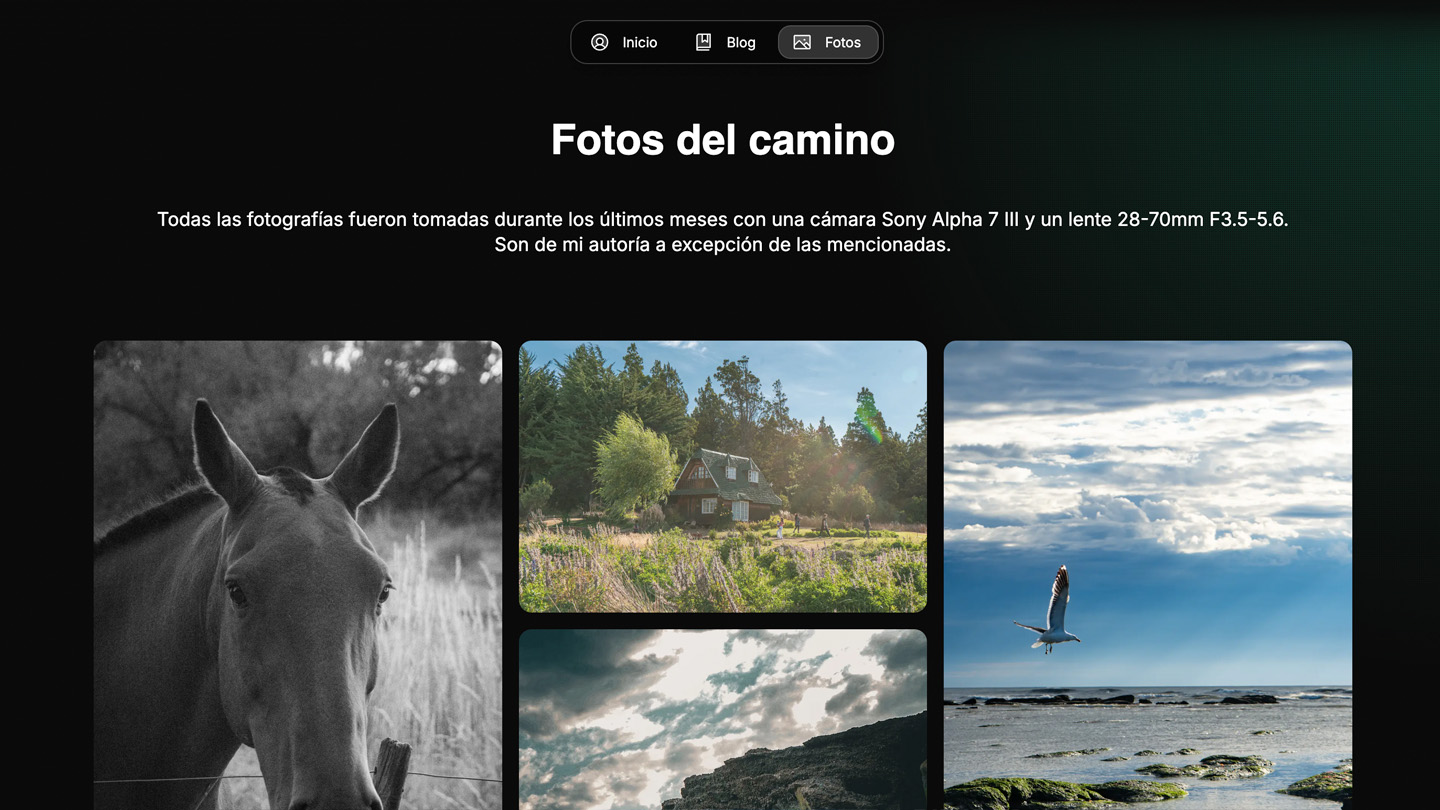 Inicio
Blog
Fotos
Fotos del camino
Todas las fotografías fueron tomadas durante los últimos meses con una cámara Sony Alpha 7 III y un lente 28-70mm F3.5-5.6.
Son de mi autoría a excepción de las mencionadas.